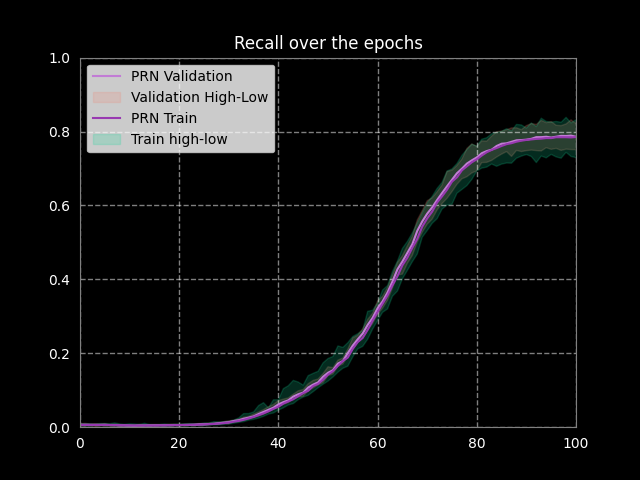 Recall over the epochs
1.0
PRN Validation
Validation High-Low
PRN Train
Train high-low
0.8
0.6
0.4
0.2
0.0
0 20 40 60 80 100